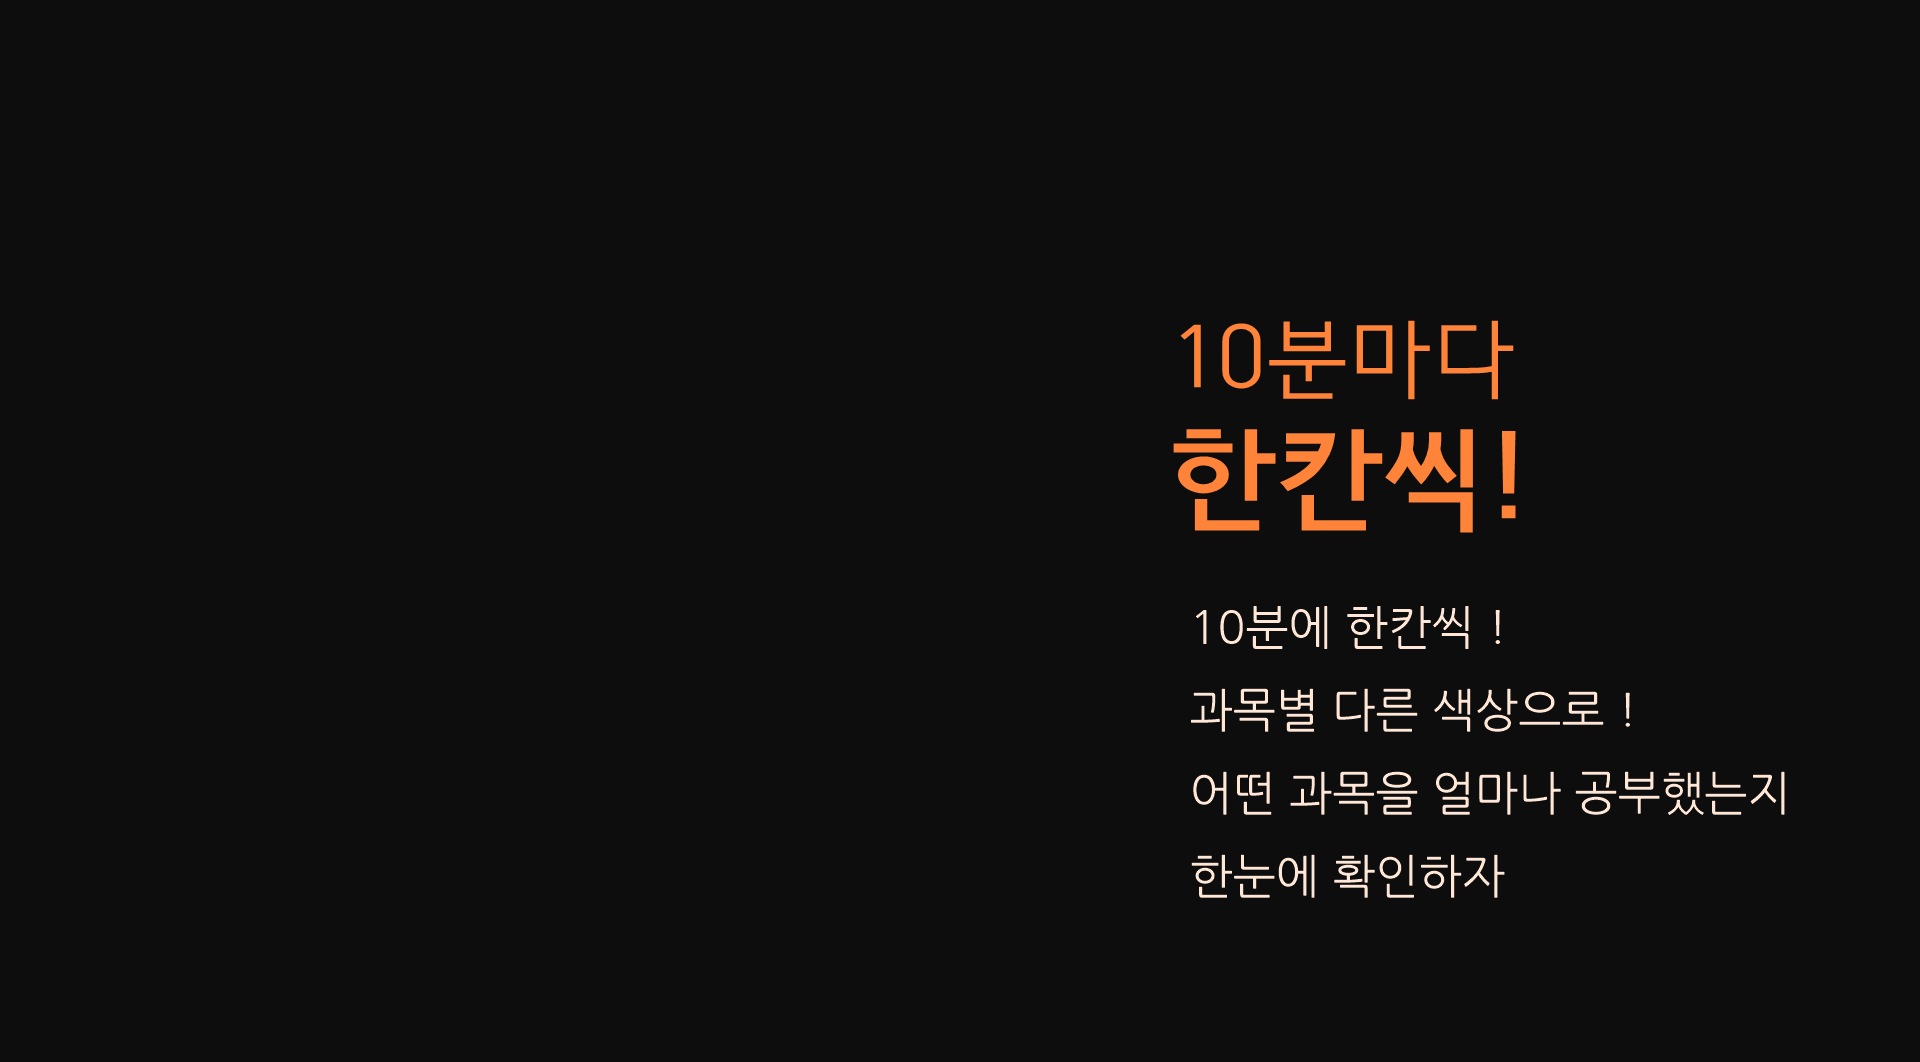 10분마다
한칸씩!
10분에 한칸씩 !
과목별 다른 색상으로 !
어떤 과목을 얼마나 공부했는지
한눈에 확인하자